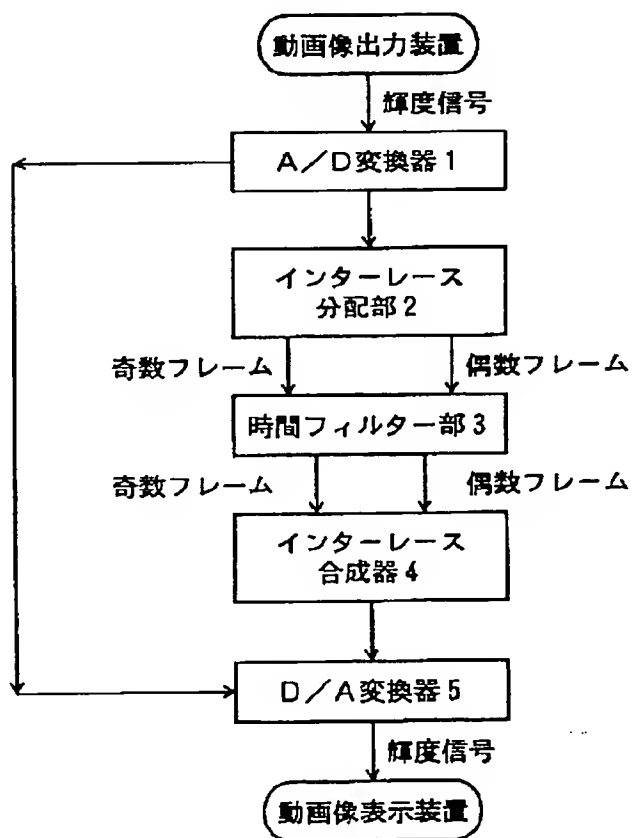 動画像出力装置
輝度信号
A／D変換器1
インターレース
分配部2
奇数フレーム
偶数フレーム
時間フィルター部3
奇数フレーム
偶数フレーム
インターレース
合成器4
D／A変換器5
輝度信号
動画像表示装置